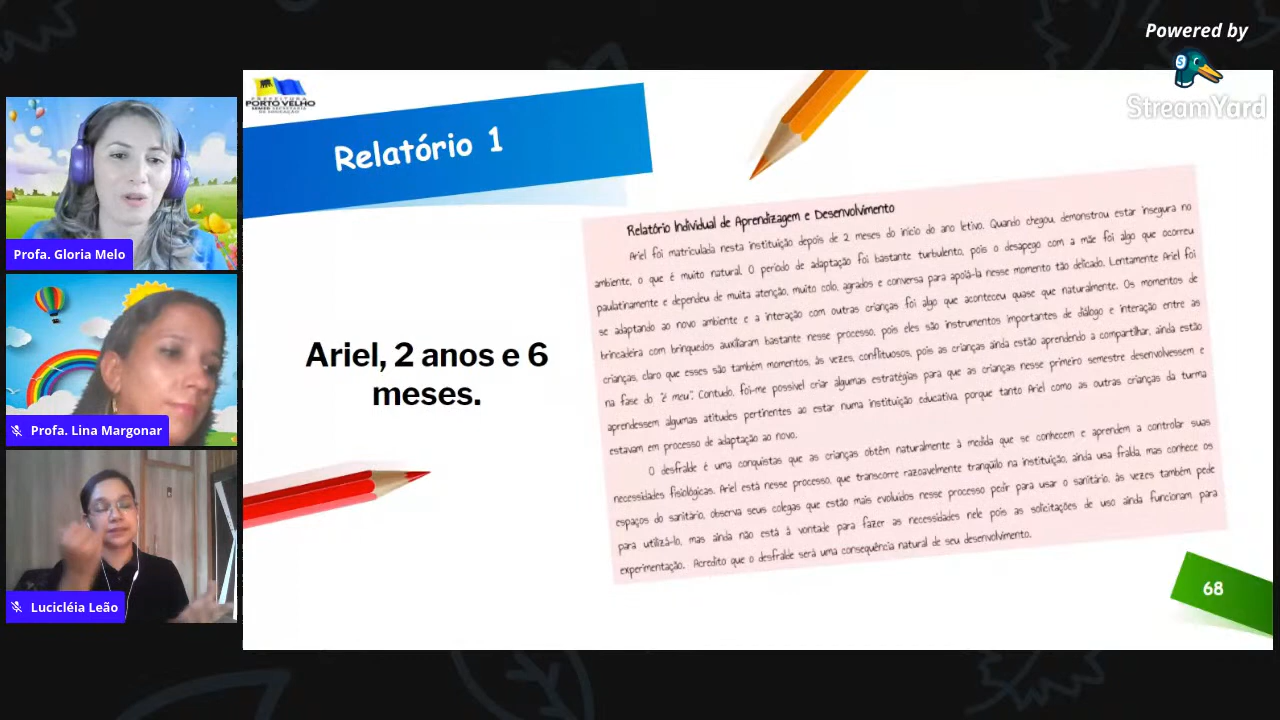 Powered by
StreamYard
PREFEITURA
PORTO VELHO
SEMED SECRETARIA
DE EDUCAÇÃO
Relatório 1
Profa. Gloria Melo
Profa. Lina Margonar
Lucicléia Leão
Ariel, 2 anos e 6
meses.
Relatório Individual de Aprendizagem e Desenvolvimento
Ariel foi matriculada nesta instituição depois de 2 meses do início do ano letivo. Quando chegou, demonstrou estar insegura no
ambiente, o que é muito natural. O período de adaptação foi bastante turbulento, pois o desapego com a mãe foi algo que ocorreu
paulatinamente e dependeu de muita atenção, muito colo, agrados e conversa para apoiá-la nesse momento tão delicado. Lentamente Ariel foi
se adaptando ao novo ambiente e a interação com outras crianças foi algo que aconteceu quase que naturalmente. Os momentos de
brincadeira com brinquedos auxiliaram bastante nesse processo, pois eles são instrumentos importantes de diálogo e interação entre as
crianças, claro que esses são também momentos, às vezes, conflituosos, pois as crianças ainda estão aprendendo a compartilhar, ainda estão
na fase do "é meu". Contudo, foi-me possível criar algumas estratégias para que as crianças nesse primeiro semestre desenvolvessem e
aprendessem algumas atitudes pertinentes ao estar numa instituição educativa, porque tanto Ariel como as outras crianças da turma
estavam em processo de adaptação ao novo.
O desfralde é uma conquistas que as crianças obtêm naturalmente à medida que se conhecem e aprendem a controlar suas
necessidades fisiológicas. Ariel está nesse processo, que transcorre razoavelmente tranqüilo na instituição, ainda usa fralda, mas conhece os
espaços do sanitário, observa seus colegas que estão mais evoluídos nesse processo pedir para usar o sanitário, às vezes também pede
para utilizá-lo, mas ainda não está à vontade para fazer as necessidades nele pois as solicitações de uso ainda funcionam para
experimentação. Acredito que o desfralde será uma consequência natural de seu desenvolvimento.
68